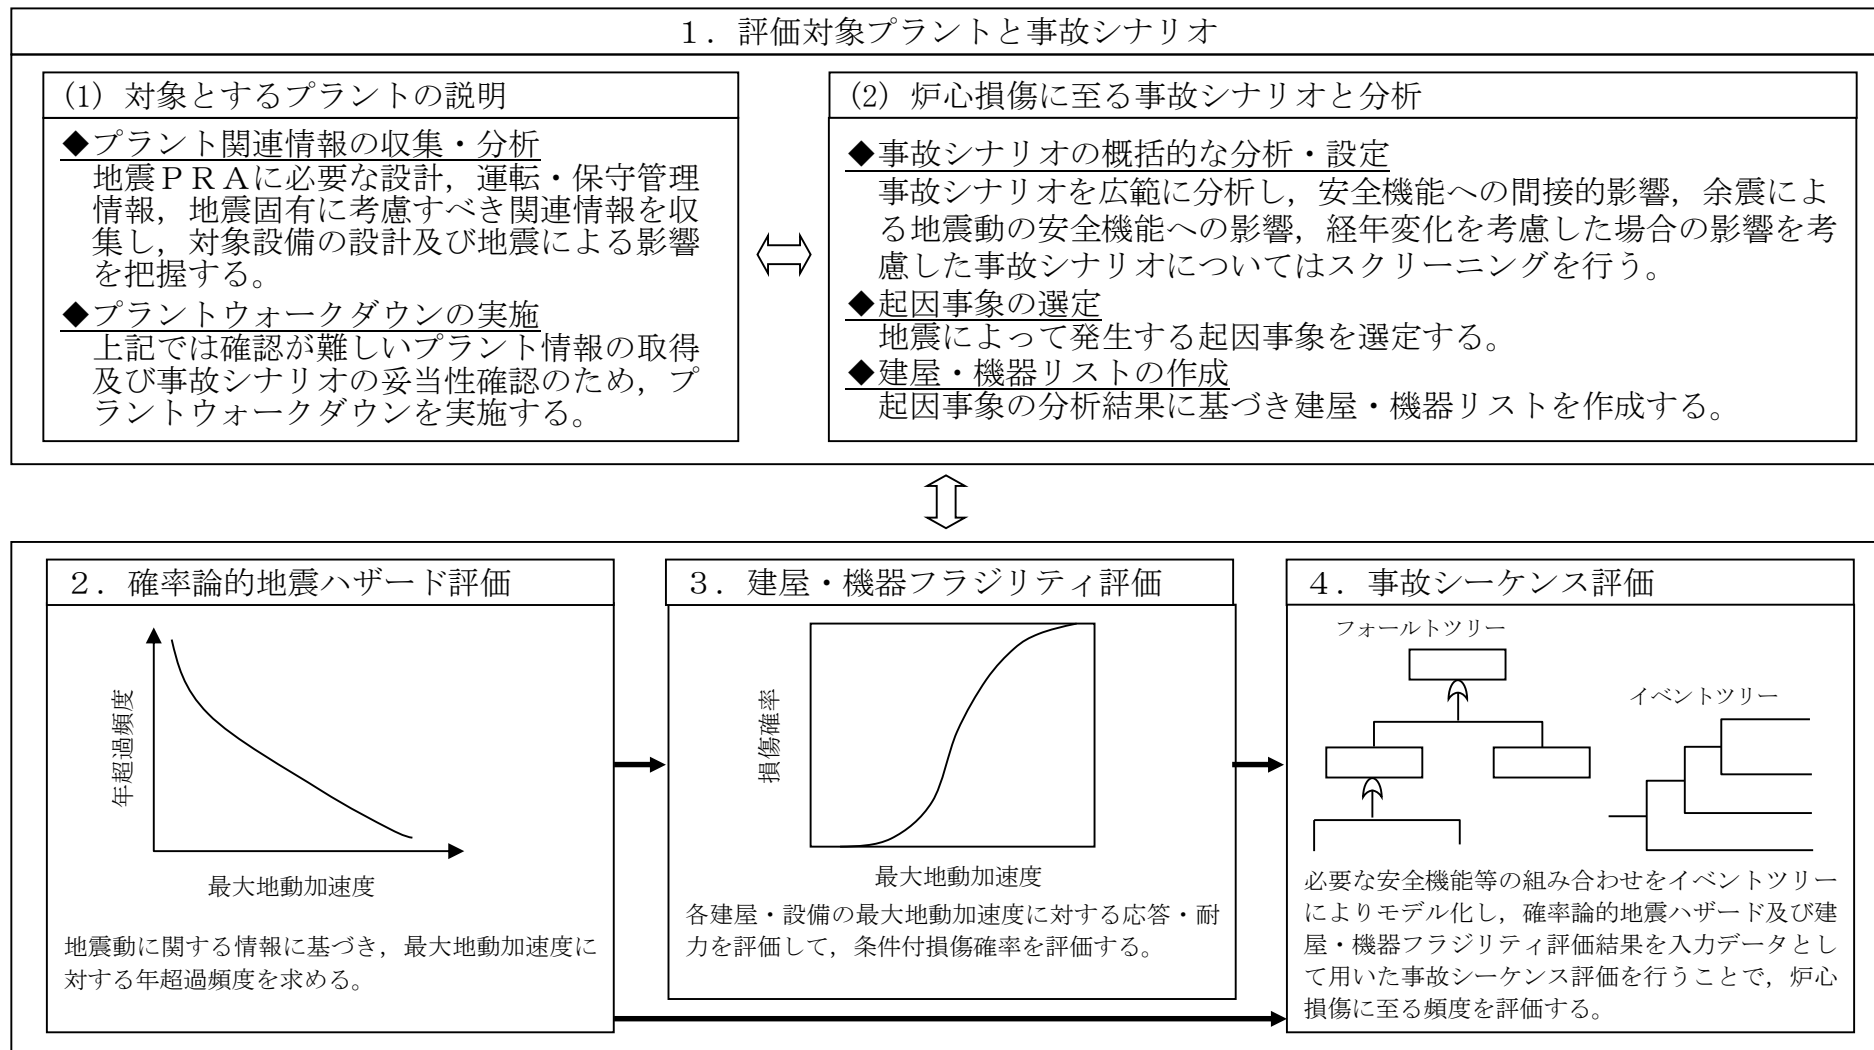 １．評価対象プラントと事故シナリオ
(1) 対象とするプラントの説明
◆プラント関連情報の収集・分析
地震ＰＲＡに必要な設計，運転・保守管理
情報，地震固有に考慮すべき関連情報を収
集し，対象設備の設計及び地震による影響
を把握する。
◆プラントウォークダウンの実施
上記では確認が難しいプラント情報の取得
及び事故シナリオの妥当性確認のため，プ
ラントウォークダウンを実施する。
(2) 炉心損傷に至る事故シナリオと分析
◆事故シナリオの概括的な分析・設定
事故シナリオを広範に分析し，安全機能への間接的影響，余震によ
る地震動の安全機能への影響，経年変化を考慮した場合の影響を考
慮した事故シナリオについてはスクリーニングを行う。
◆起因事象の選定
地震によって発生する起因事象を選定する。
◆建屋・機器リストの作成
起因事象の分析結果に基づき建屋・機器リストを作成する。
２．確率論的地震ハザード評価
年超過頻度
最大地動加速度
地震動に関する情報に基づき，最大地動加速度に
対する年超過頻度を求める。
３．建屋・機器フラジリティ評価
損傷確率
最大地動加速度
各建屋・設備の最大地動加速度に対する応答・耐
力を評価して，条件付損傷確率を評価する。
４．事故シーケンス評価
フォールトツリー
イベントツリー
必要な安全機能等の組み合わせをイベントツリー
によりモデル化し，確率論的地震ハザード及び建
屋・機器フラジリティ評価結果を入力データとし
て用いた事故シーケンス評価を行うことで，炉心
損傷に至る頻度を評価する。